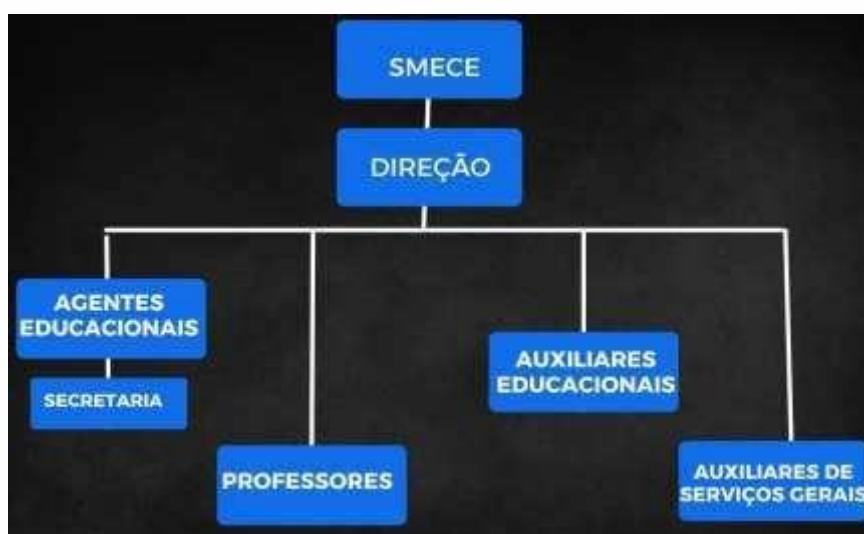 SMECE
DIREÇÃO
AGENTES
EDUCACIONAIS
SECRETARIA
PROFESSORES
AUXILIARES
EDUCACIONAIS
AUXILIARES DE
SERVIÇOS GERAIS